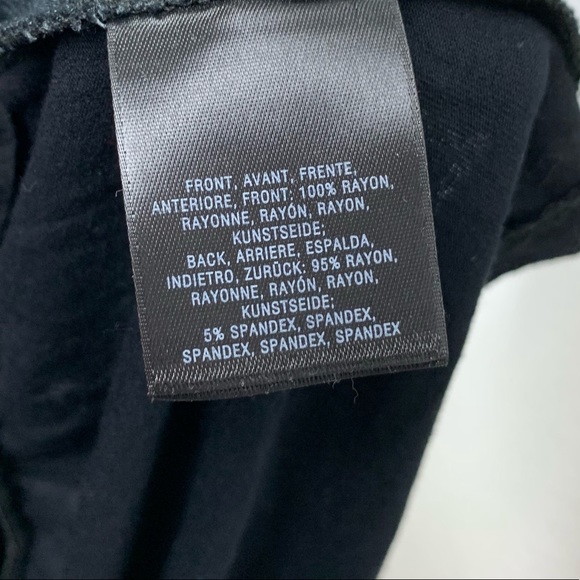 FRONT, AVANT, FRENTE,
ANTERIORE, FRONT: 100% RAYON,
RAYONNE, RAYÓN, RAYON,
KUNSTSEIDE;
BACK, ARRIERE, ESPALDA,
INDIETRO, ZURÜCK: 95% RAYON,
RAYONNE, RAYÓN, RAYON,
KUNSTSEIDE;
5% SPANDEX, SPANDEX,
SPANDEX, SPANDEX, SPANDEX